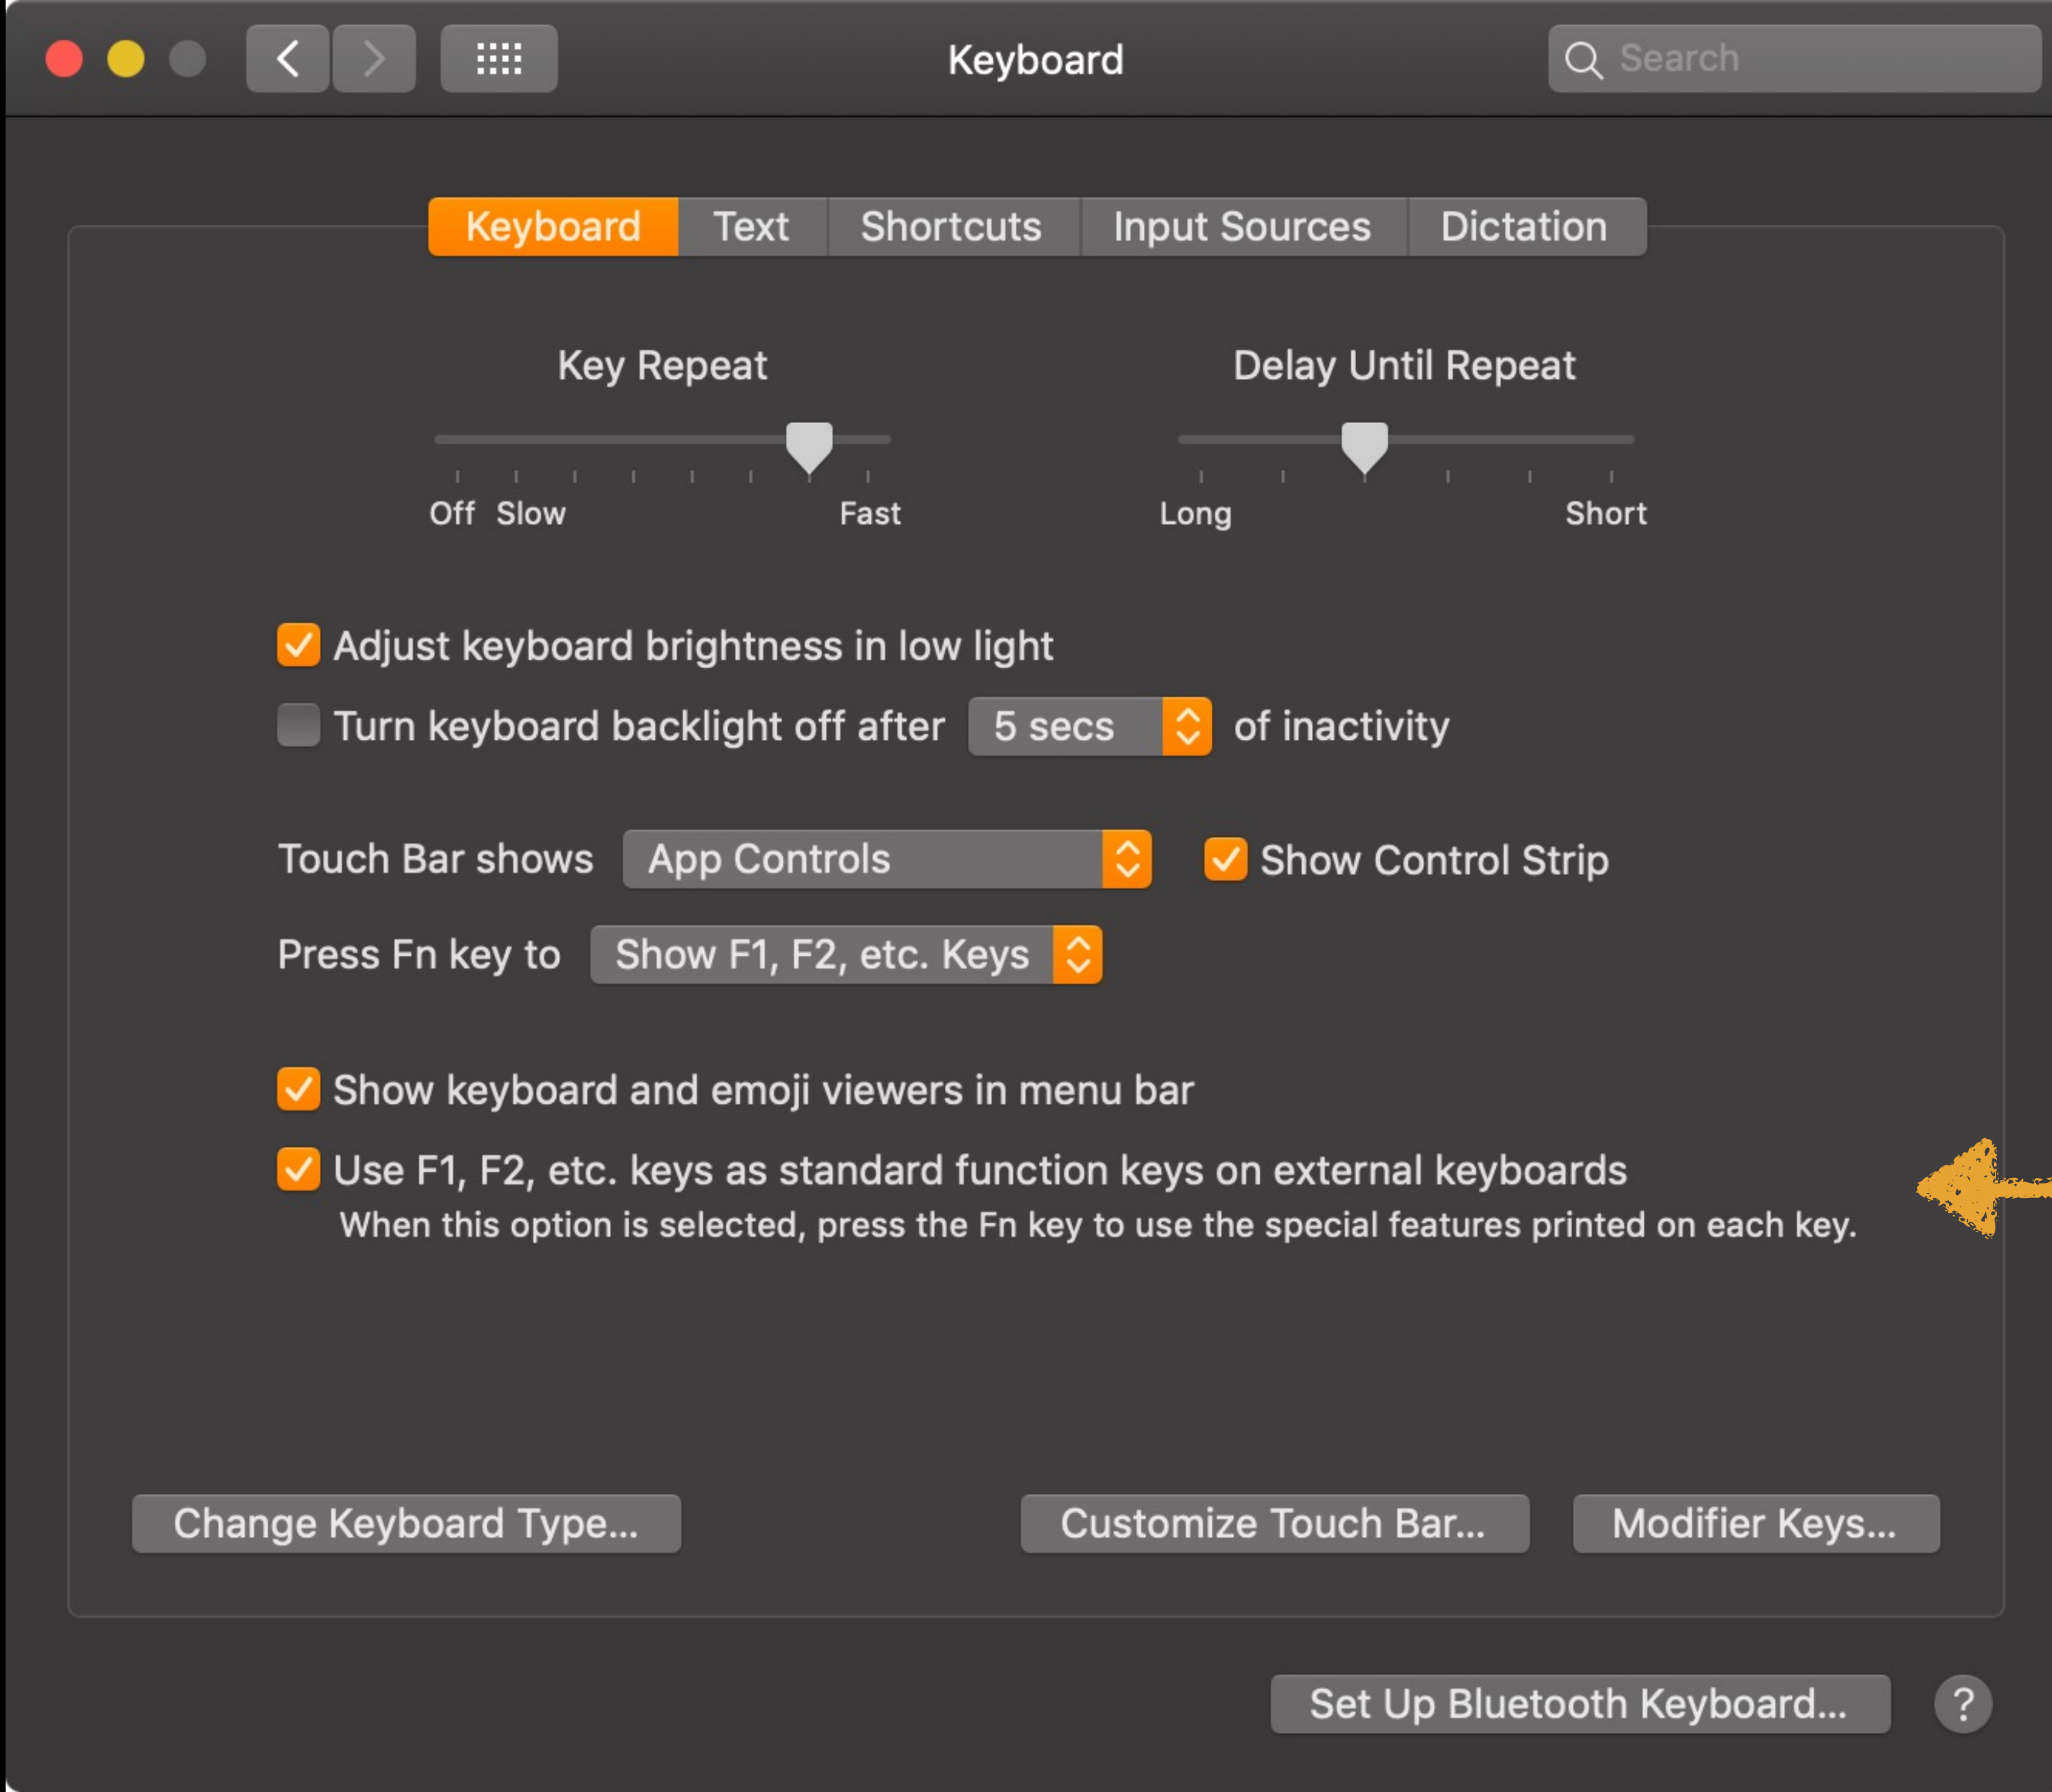 Keyboard
Search
Keyboard Text Shortcuts Input Sources Dictation
Key Repeat
Delay Until Repeat
Off Slow Fast
Long Short
Adjust keyboard brightness in low light
Turn keyboard backlight off after 5 secs of inactivity
Touch Bar shows App Controls Show Control Strip
Press Fn key to Show F1, F2, etc. Keys
Show keyboard and emoji viewers in menu bar
Use F1, F2, etc. keys as standard function keys on external keyboards
When this option is selected, press the Fn key to use the special features printed on each key.
Change Keyboard Type... Customize Touch Bar... Modifier Keys...
Set Up Bluetooth Keyboard... ?